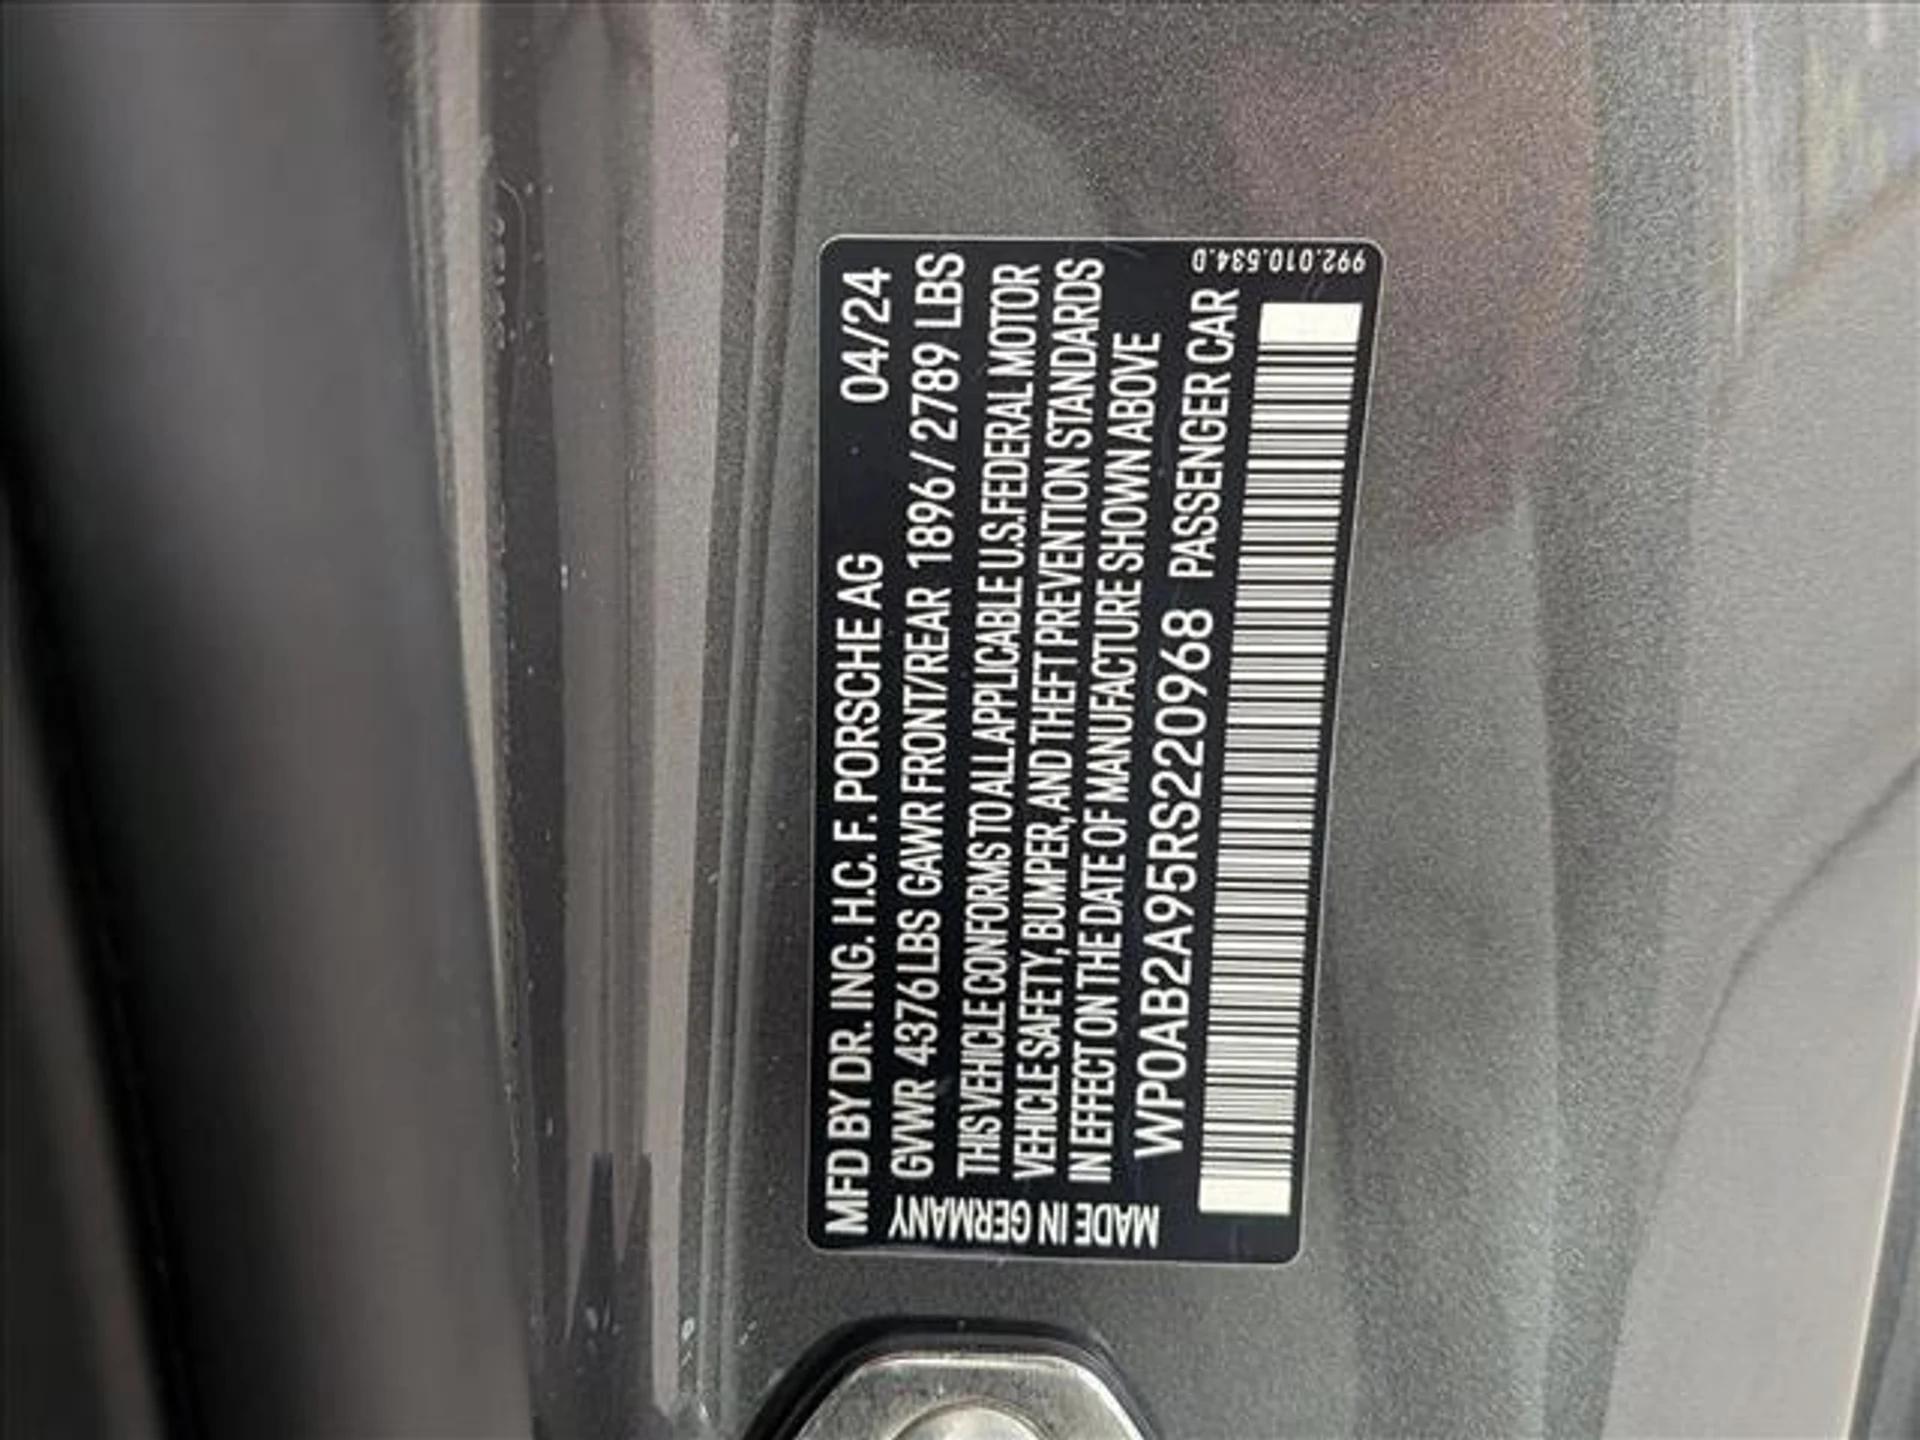 MFD BY DR. ING. H.C. F. PORSCHE AG 04/24
GVWR 4376 LBS GAWR FRONT/REAR 1896 / 2789 LBS
THIS VEHICLE CONFORMS TO ALL APPLICABLE U.S. FEDERAL MOTOR
VEHICLE SAFETY, BUMPER, AND THEFT PREVENTION STANDARDS
IN EFFECT ON THE DATE OF MANUFACTURE SHOWN ABOVE
WP0AB2A95RS220968 PASSENGER CAR
MADE IN GERMANY
992.010.534.D